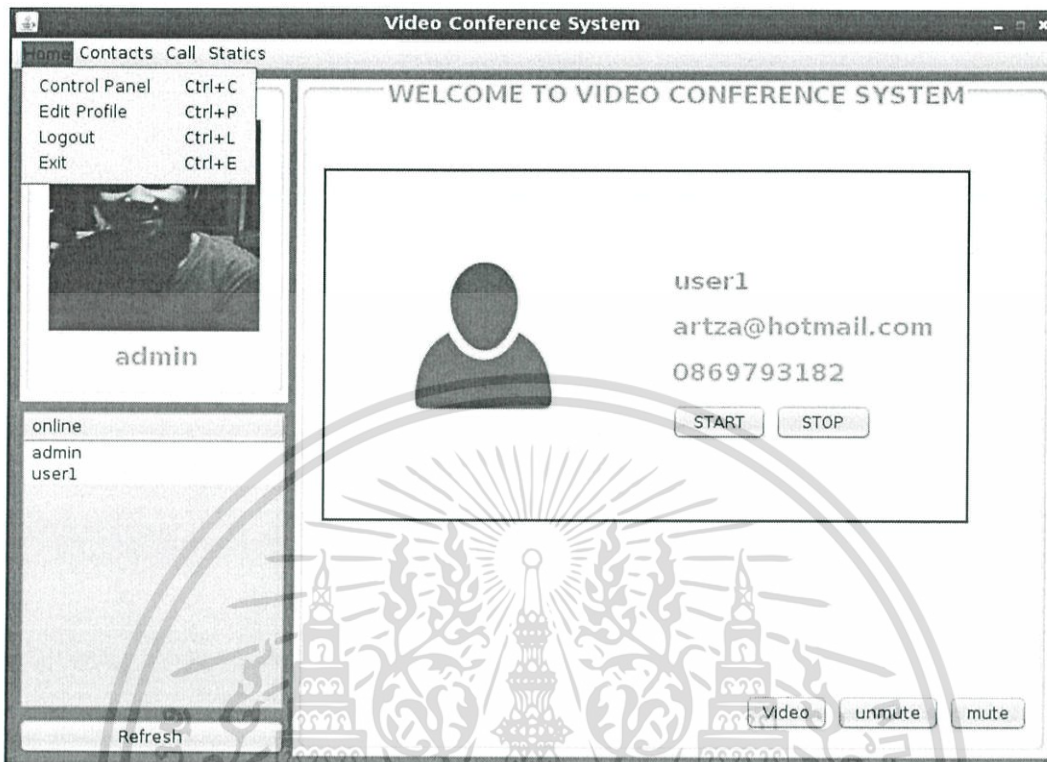 Video Conference System
Home Contacts Call Statics
Control Panel Ctrl+C
Edit Profile Ctrl+P
Logout Ctrl+L
Exit Ctrl+E
admin
online
admin
user1
Refresh
WELCOME TO VIDEO CONFERENCE SYSTEM
user1
artza@hotmail.com
0869793182
START STOP
Video unmute mute